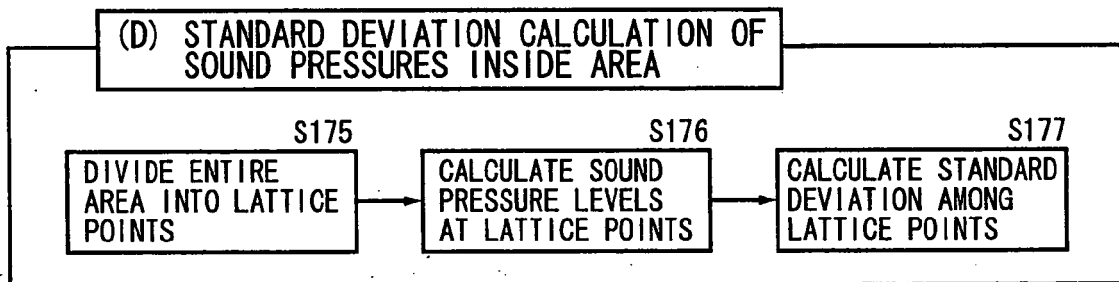 (D) STANDARD DEVIATION CALCULATION OF
SOUND PRESSURES INSIDE AREA
S175
DIVIDE ENTIRE
AREA INTO LATTICE
POINTS
S176
CALCULATE SOUND
PRESSURE LEVELS
AT LATTICE POINTS
S177
CALCULATE STANDARD
DEVIATION AMONG
LATTICE POINTS